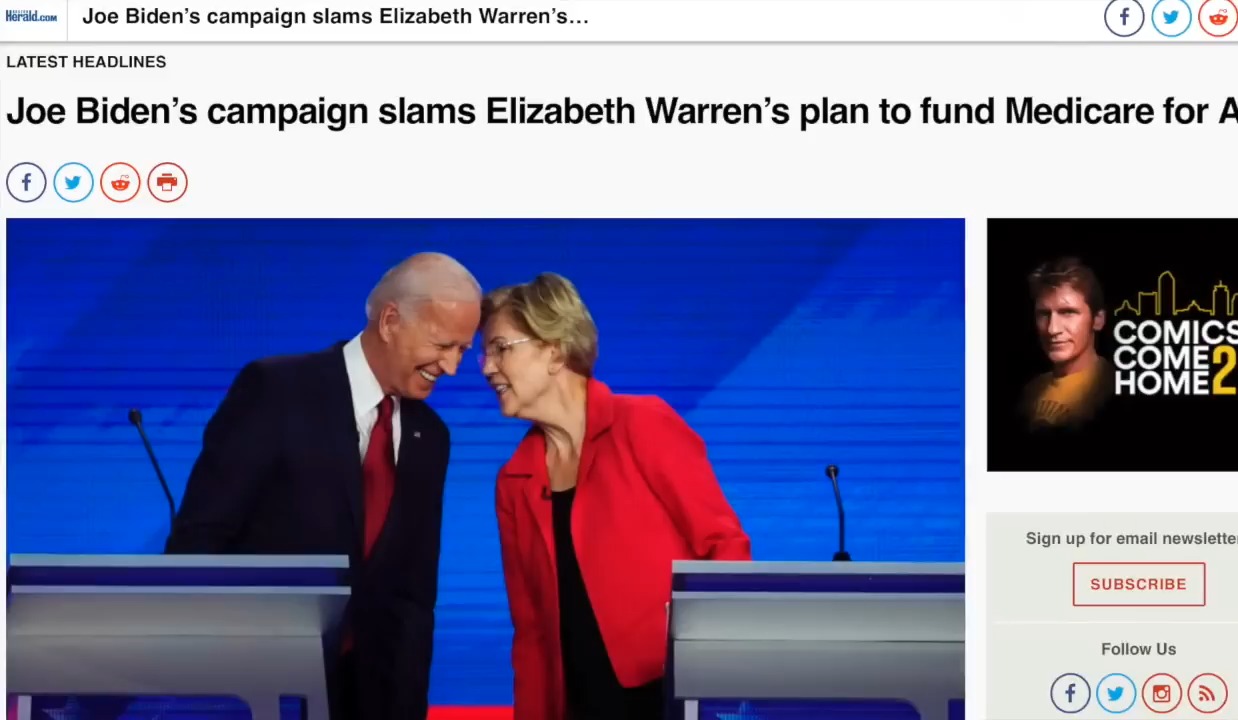 Herald.com
Joe Biden’s campaign slams Elizabeth Warren’s…
LATEST HEADLINES
Joe Biden’s campaign slams Elizabeth Warren’s plan to fund Medicare for A
COMICS
COME
HOME 2
Sign up for email newslette
SUBSCRIBE
Follow Us